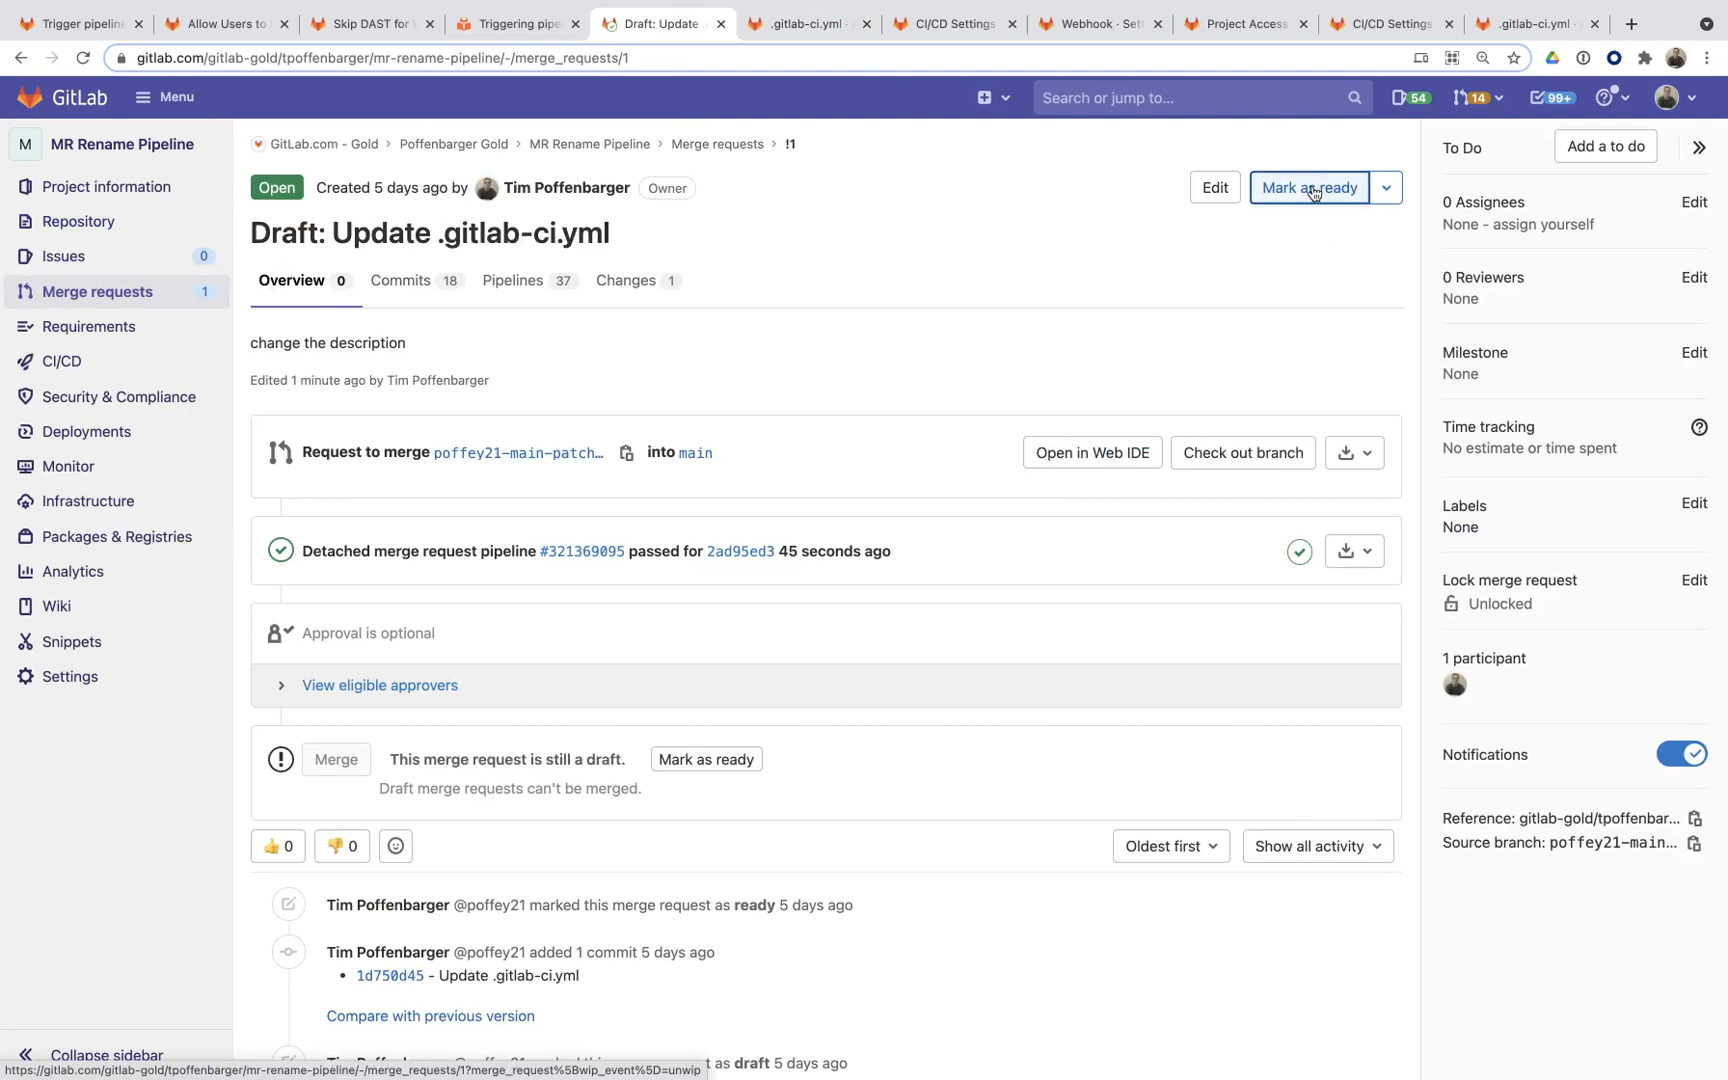 Trigger pipeline
Allow Users to
Skip DAST for
Triggering pipe
Draft: Update
.gitlab-ci.yml ·
CI/CD Settings
Webhook · Sett
Project Access
CI/CD Settings
.gitlab-ci.yml ·
gitlab.com/gitlab-gold/tpoffenbarger/mr-rename-pipeline/-/merge_requests/1
GitLab
Menu
Search or jump to...
54
14
99+
M MR Rename Pipeline
Project information
Repository
Issues 0
Merge requests 1
Requirements
CI/CD
Security & Compliance
Deployments
Monitor
Infrastructure
Packages & Registries
Analytics
Wiki
Snippets
Settings
Collapse sidebar
GitLab.com - Gold › Poffenbarger Gold › MR Rename Pipeline › Merge requests › !1
Open Created 5 days ago by Tim Poffenbarger Owner
Edit Mark as ready
Draft: Update .gitlab-ci.yml
Overview 0 Commits 18 Pipelines 37 Changes 1
change the description
Edited 1 minute ago by Tim Poffenbarger
Request to merge poffey21-main-patch... into main
Open in Web IDE Check out branch
Detached merge request pipeline #321369095 passed for 2ad95ed3 45 seconds ago
Approval is optional
View eligible approvers
Merge This merge request is still a draft. Mark as ready
Draft merge requests can't be merged.
0 0
Oldest first Show all activity
Tim Poffenbarger @poffey21 marked this merge request as ready 5 days ago
Tim Poffenbarger @poffey21 added 1 commit 5 days ago
• 1d750d45 - Update .gitlab-ci.yml
Compare with previous version
t as draft 5 days ago
https://gitlab.com/gitlab-gold/tpoffenbarger/mr-rename-pipeline/-/merge_requests/1?merge_request%5Bwip_event%5D=unwip
To Do Add a to do
0 Assignees Edit
None - assign yourself
0 Reviewers Edit
None
Milestone Edit
None
Time tracking
No estimate or time spent
Labels Edit
None
Lock merge request Edit
Unlocked
1 participant
Notifications
Reference: gitlab-gold/tpoffenbar...
Source branch: poffey21-main...